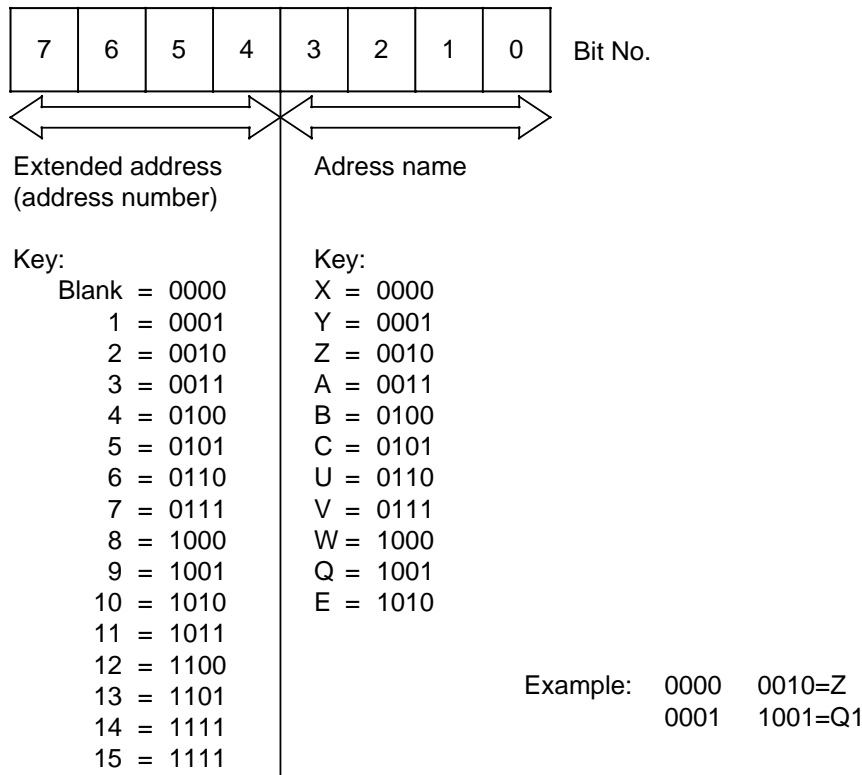 7 6 5 4 3 2 1 0 Bit No.
Extended address
(address number)
Adress name
Key:
Blank = 0000
1 = 0001
2 = 0010
3 = 0011
4 = 0100
5 = 0101
6 = 0110
7 = 0111
8 = 1000
9 = 1001
10 = 1010
11 = 1011
12 = 1100
13 = 1101
14 = 1111
15 = 1111
Key:
X = 0000
Y = 0001
Z = 0010
A = 0011
B = 0100
C = 0101
U = 0110
V = 0111
W = 1000
Q = 1001
E = 1010
Example: 0000 0010=Z
0001 1001=Q1